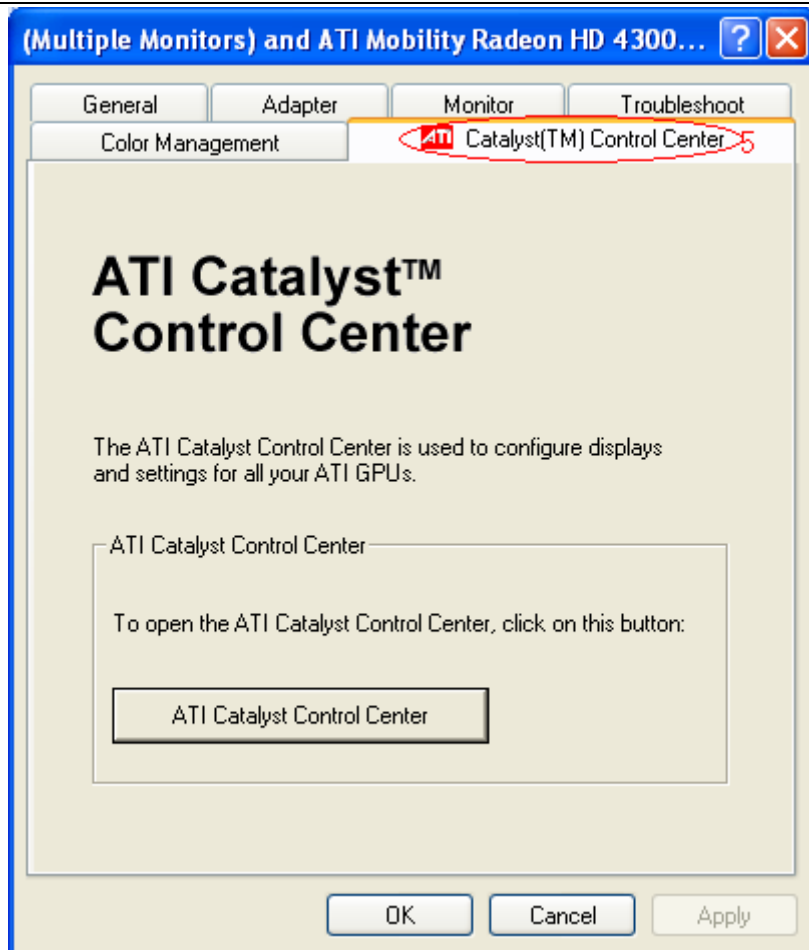 (Multiple Monitors) and ATI Mobility Radeon HD 4300... ?
General Adapter Monitor Troubleshoot
Color Management ATI Catalyst(TM) Control Center 5
ATI Catalyst™
Control Center
The ATI Catalyst Control Center is used to configure displays
and settings for all your ATI GPUs.
ATI Catalyst Control Center
To open the ATI Catalyst Control Center, click on this button:
ATI Catalyst Control Center
OK Cancel Apply